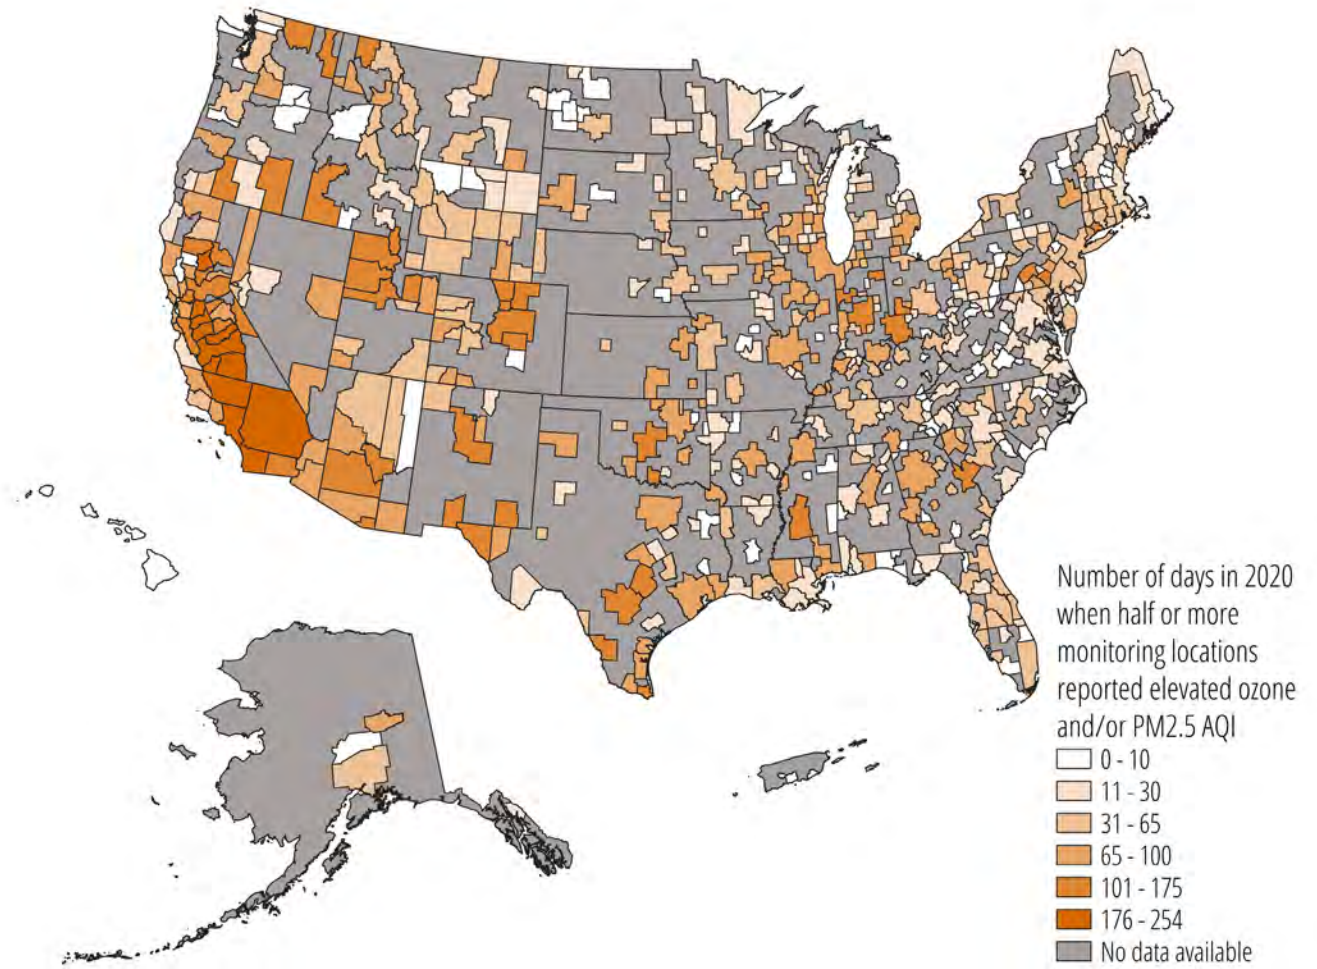 Number of days in 2020
when half or more
monitoring locations
reported elevated ozone
and/or PM2.5 AQI
0 - 10
11 - 30
31 - 65
65 - 100
101 - 175
176 - 254
No data available